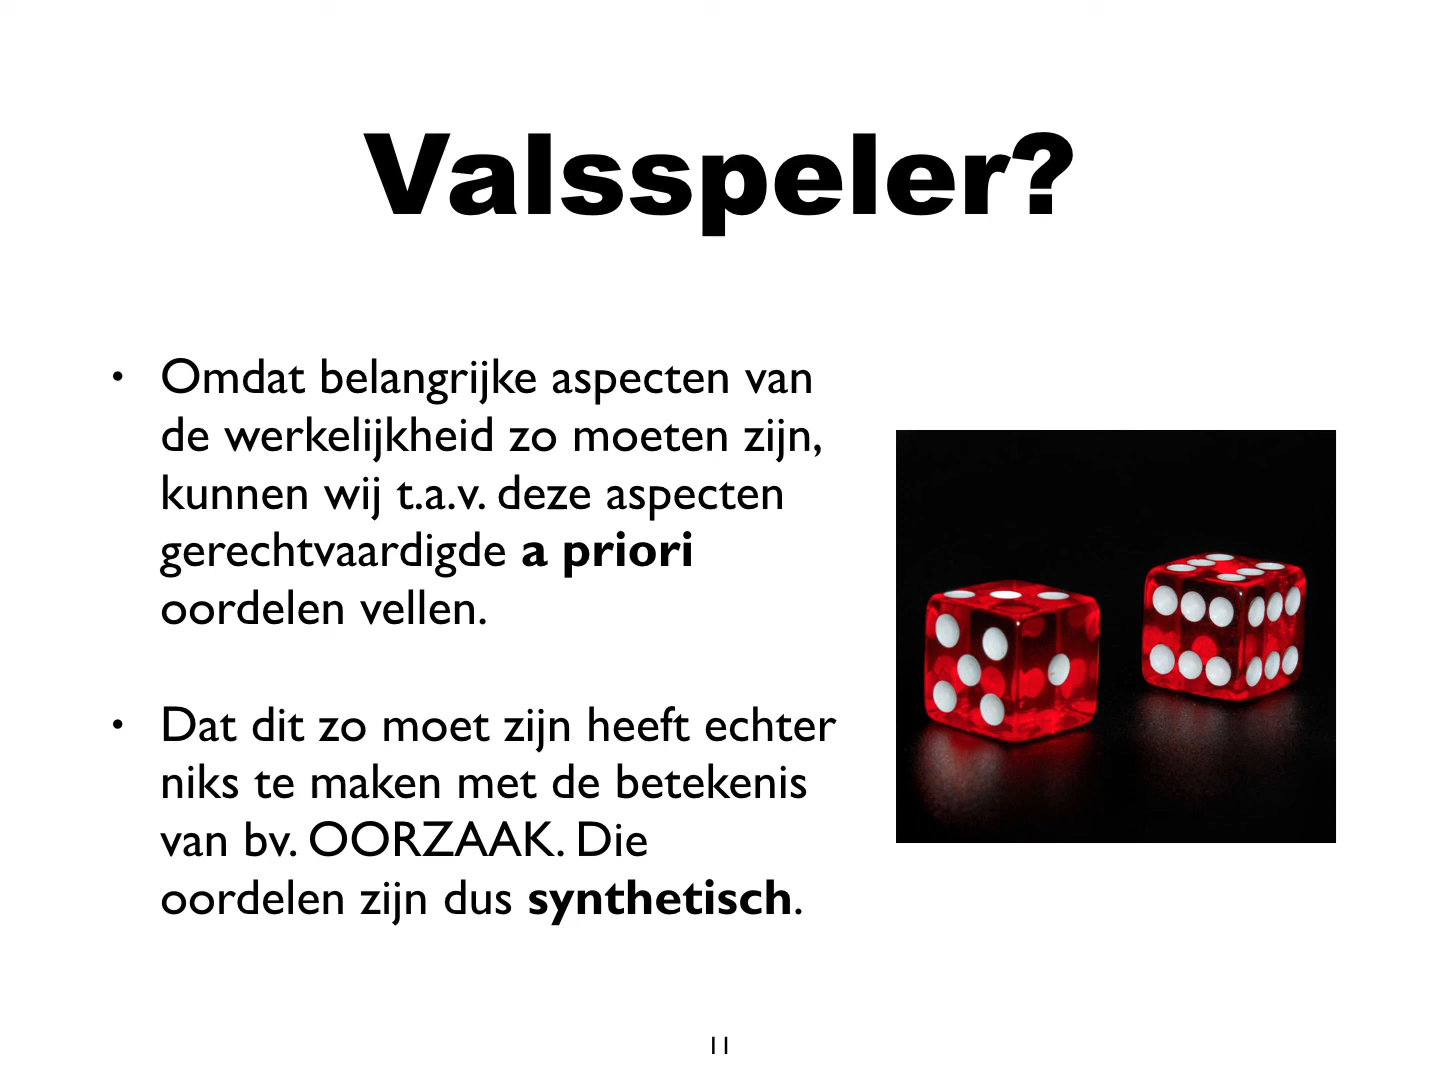 Valsspeler?
• Omdat belangrijke aspecten van
de werkelijkheid zo moeten zijn,
kunnen wij t.a.v. deze aspecten
gerechtvaardigde a priori
oordelen vellen.
• Dat dit zo moet zijn heeft echter
niks te maken met de betekenis
van bv. OORZAAK. Die
oordelen zijn dus synthetisch.
11